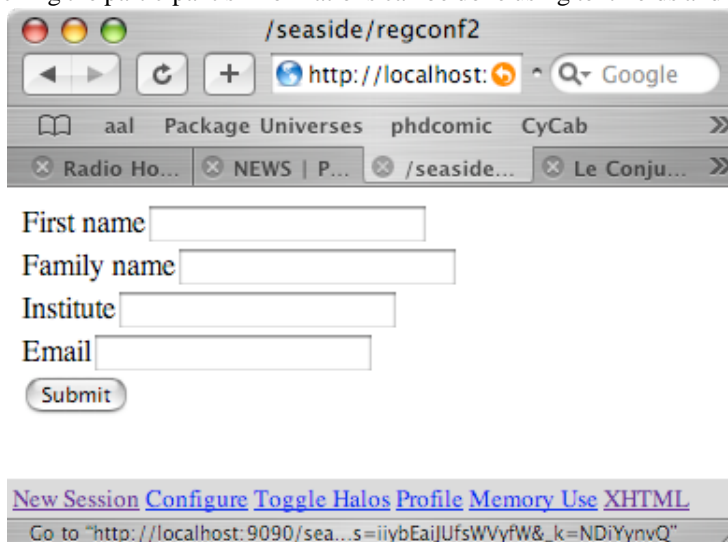 /seaside/regconf2
http://localhost: Google
aal Package Universes phdcomic CyCab
Radio Ho... NEWS | P... /seaside... Le Conju...
First name
Family name
Institute
Email
Submit
New Session Configure Toggle Halos Profile Memory Use XHTML
Go to "http://localhost:9090/sea...s=iiybEaiJUfsWVyfW&_k=NDiYynvQ"